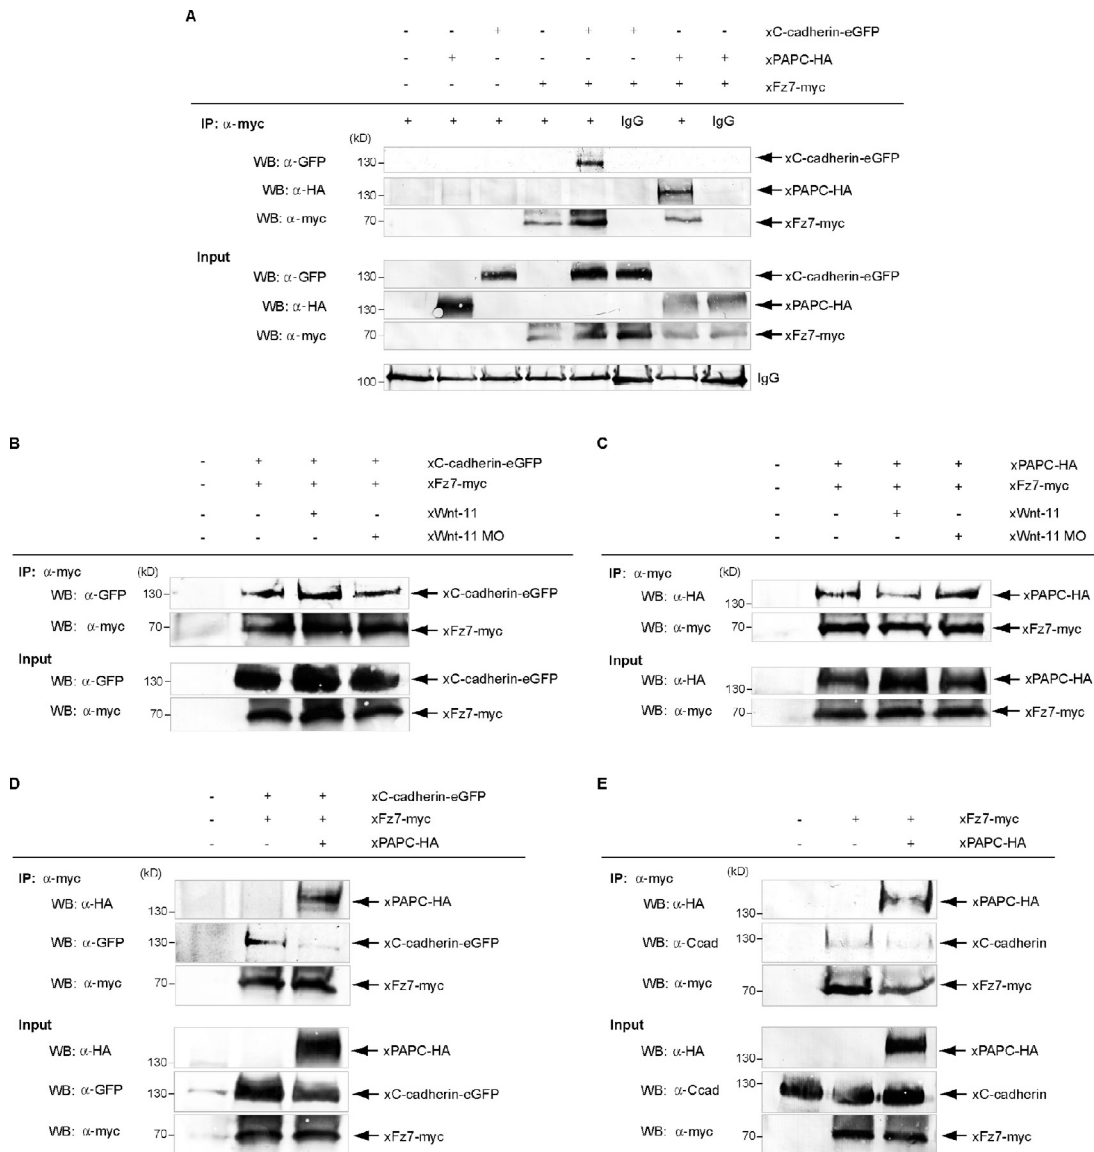 A
- - + - + + - - xC-cadherin-eGFP
- + - - - - + + xPAPC-HA
- - - + + + + + xFz7-myc
IP: α-myc + + + + + IgG + IgG
(kD)
WB: α-GFP 130 xC-cadherin-eGFP
WB: α-HA 130 xPAPC-HA
WB: α-myc 70 xFz7-myc
Input
WB: α-GFP 130 xC-cadherin-eGFP
WB: α-HA 130 xPAPC-HA
WB: α-myc 70 xFz7-myc
100 IgG
B
- + + + xC-cadherin-eGFP
- + + + xFz7-myc
- - + - xWnt-11
- - - + xWnt-11 MO
IP: α-myc (kD)
WB: α-GFP 130 xC-cadherin-eGFP
WB: α-myc 70 xFz7-myc
Input
WB: α-GFP 130 xC-cadherin-eGFP
WB: α-myc 70 xFz7-myc
C
- + + + xPAPC-HA
- + + + xFz7-myc
- - + - xWnt-11
- - - + xWnt-11 MO
IP: α-myc (kD)
WB: α-HA 130 xPAPC-HA
WB: α-myc 70 xFz7-myc
Input
WB: α-HA 130 xPAPC-HA
WB: α-myc 70 xFz7-myc
D
- + + xC-cadherin-eGFP
- + + xFz7-myc
- - + xPAPC-HA
IP: α-myc (kD)
WB: α-HA 130 xPAPC-HA
WB: α-GFP 130 xC-cadherin-eGFP
WB: α-myc 70 xFz7-myc
Input
WB: α-HA 130 xPAPC-HA
WB: α-GFP 130 xC-cadherin-eGFP
WB: α-myc 70 xFz7-myc
E
- + + xFz7-myc
- - + xPAPC-HA
IP: α-myc (kD)
WB: α-HA 130 xPAPC-HA
WB: α-Ccad 130 xC-cadherin
WB: α-myc 70 xFz7-myc
Input
WB: α-HA 130 xPAPC-HA
WB: α-Ccad 130 xC-cadherin
WB: α-myc 70 xFz7-myc